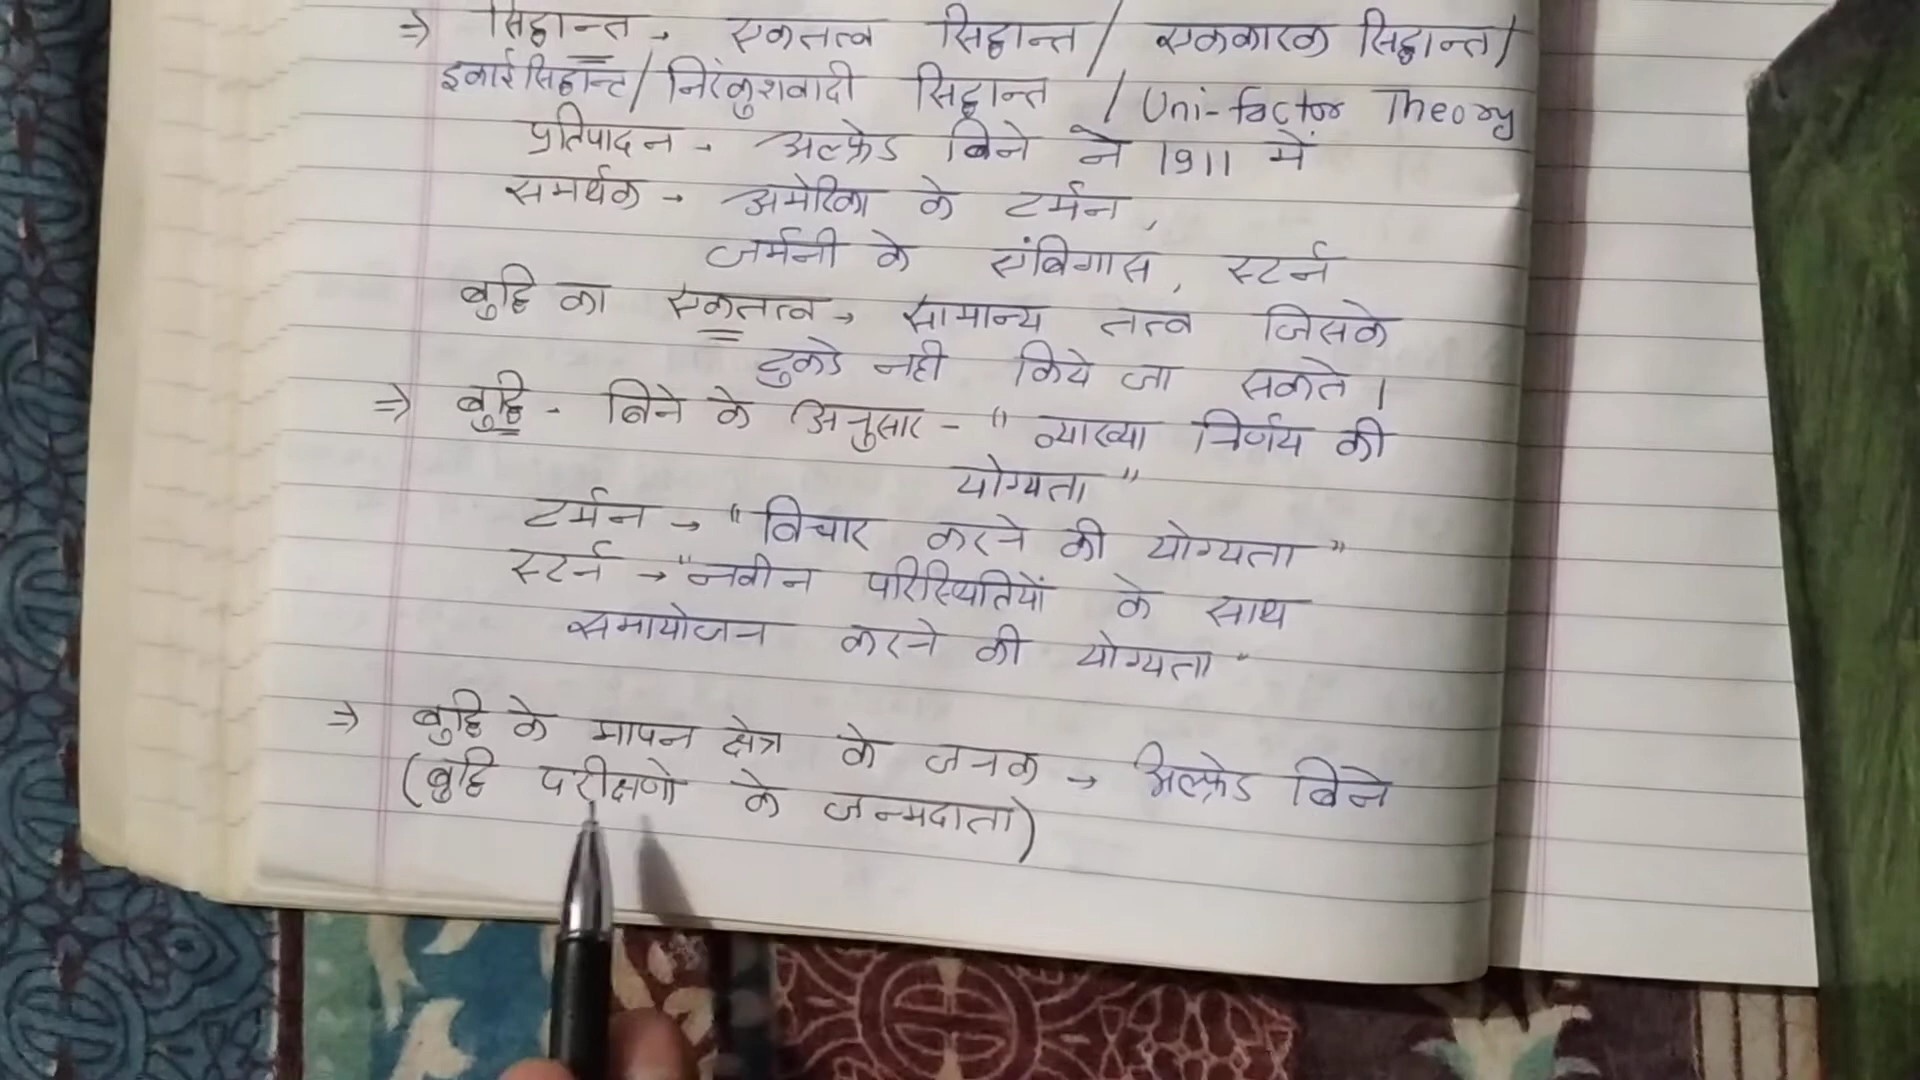 ⇒ सिद्धान्त → एकतत्व सिद्धान्त / एककारक सिद्धान्त /
इकाई सिद्धान्ट / निरंकुशवादी सिद्धान्त / Uni-factor Theory
प्रतिपादन → अल्फ्रेड बिने ने 1911 में
समर्थक → अमेरिका के टर्मन,
जर्मनी के एंबिगास, स्टर्न
बुद्धि का एकतत्व → सामान्य तत्व जिसके
टुकडे नही किये जा सकते।
⇒ बुद्धि - बिने के अनुसार - "व्याख्या निर्णय की
योग्यता"
टर्मन → "विचार करने की योग्यता"
स्टर्न → "नवीन परिस्थितियों के साथ
समायोजन करने की योग्यता"
⇒ बुद्धि के मापन क्षेत्र के जनक → अल्फ्रेड बिने
(बुद्धि परीक्षणो के जन्मदाता)